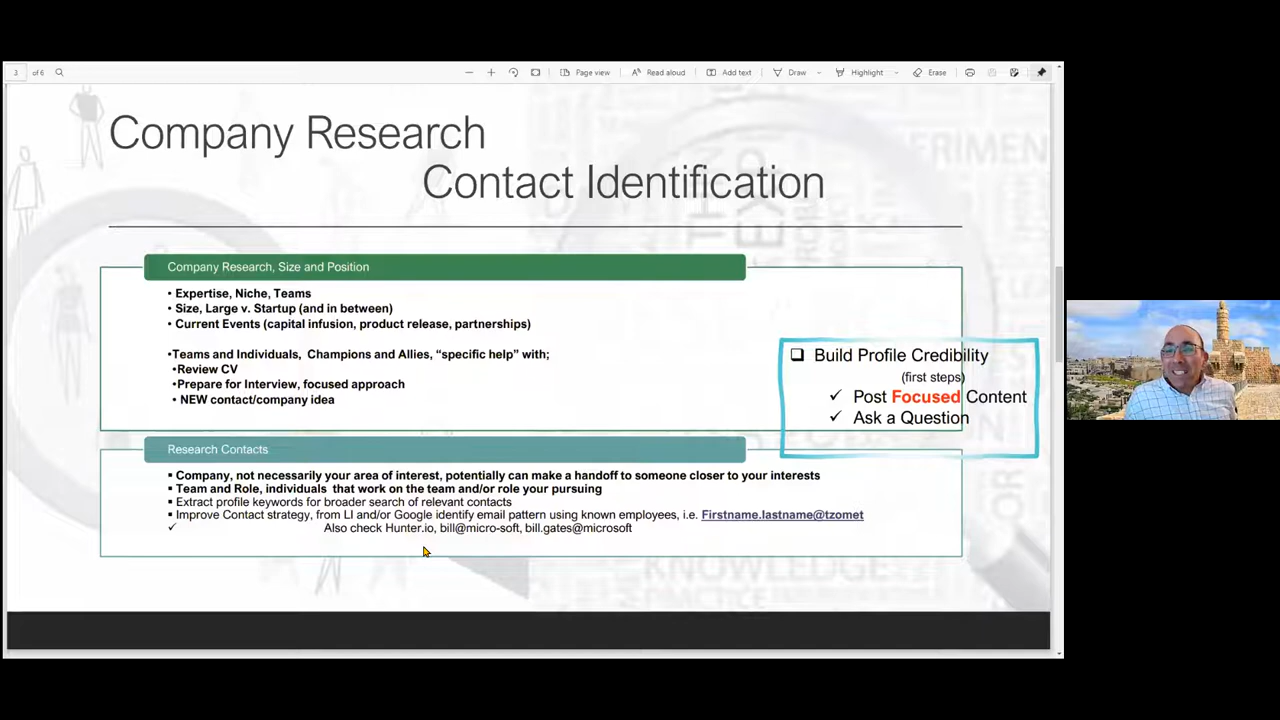 3 of 6 Page view Read aloud Add text Draw Highlight Erase
Company Research
Contact Identification
Company Research, Size and Position
• Expertise, Niche, Teams
• Size, Large v. Startup (and in between)
• Current Events (capital infusion, product release, partnerships)
•Teams and Individuals, Champions and Allies, “specific help” with;
•Review CV
•Prepare for Interview, focused approach
• NEW contact/company idea
Build Profile Credibility
(first steps)
✓ Post Focused Content
✓ Ask a Question
Research Contacts
▪ Company, not necessarily your area of interest, potentially can make a handoff to someone closer to your interests
▪ Team and Role, individuals that work on the team and/or role your pursuing
▪ Extract profile keywords for broader search of relevant contacts
▪ Improve Contact strategy, from LI and/or Google identify email pattern using known employees, i.e. Firstname.lastname@tzomet
✓ Also check Hunter.io, bill@micro-soft, bill.gates@microsoft
KNOWLEDGE